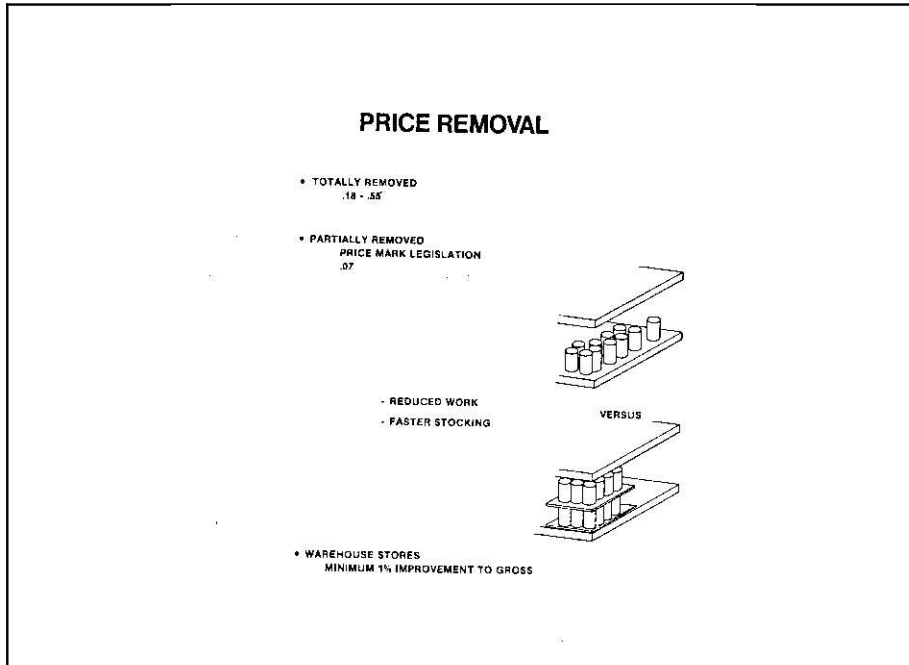 PRICE REMOVAL
• TOTALLY REMOVED
.18 - .55
• PARTIALLY REMOVED
PRICE MARK LEGISLATION
.07
- REDUCED WORK
- FASTER STOCKING
VERSUS
• WAREHOUSE STORES
MINIMUM 1% IMPROVEMENT TO GROSS